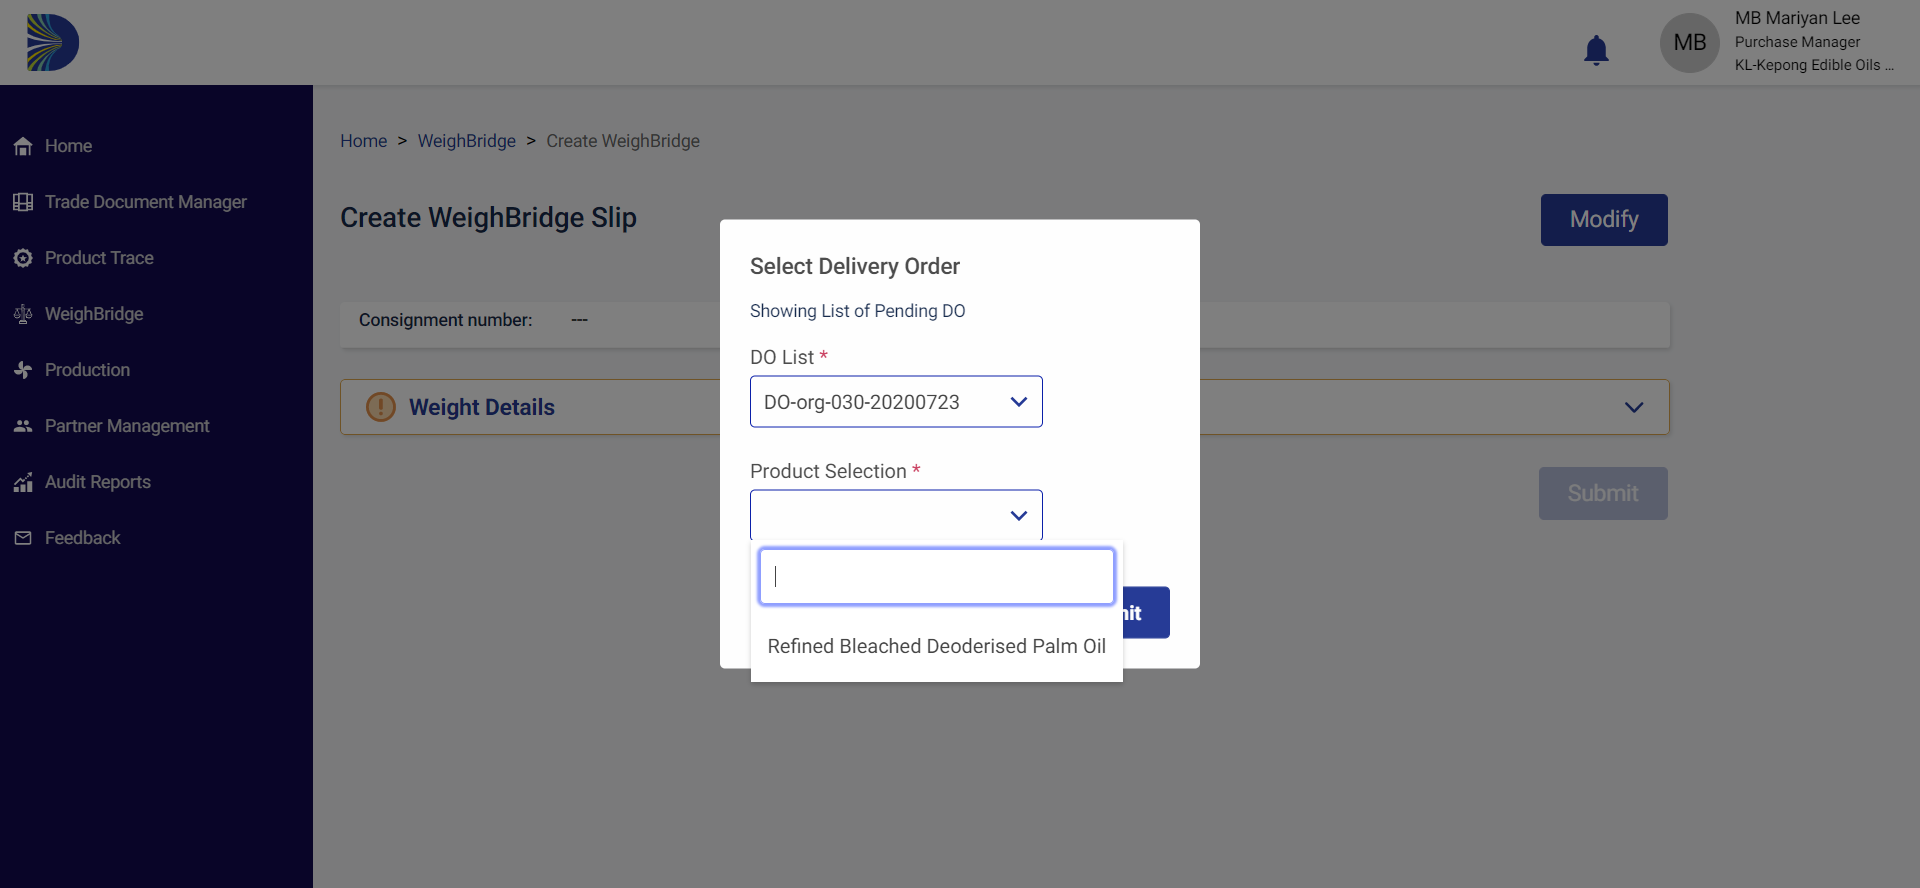 MB
MB Mariyan Lee
Purchase Manager
KL-Kepong Edible Oils ...
Home
Trade Document Manager
Product Trace
WeighBridge
Production
Partner Management
Audit Reports
Feedback
Home > WeighBridge > Create WeighBridge
Create WeighBridge Slip
Modify
Consignment number: ---
Weight Details
Submit
Select Delivery Order
Showing List of Pending DO
DO List *
DO-org-030-20200723
Product Selection *
Refined Bleached Deoderised Palm Oil